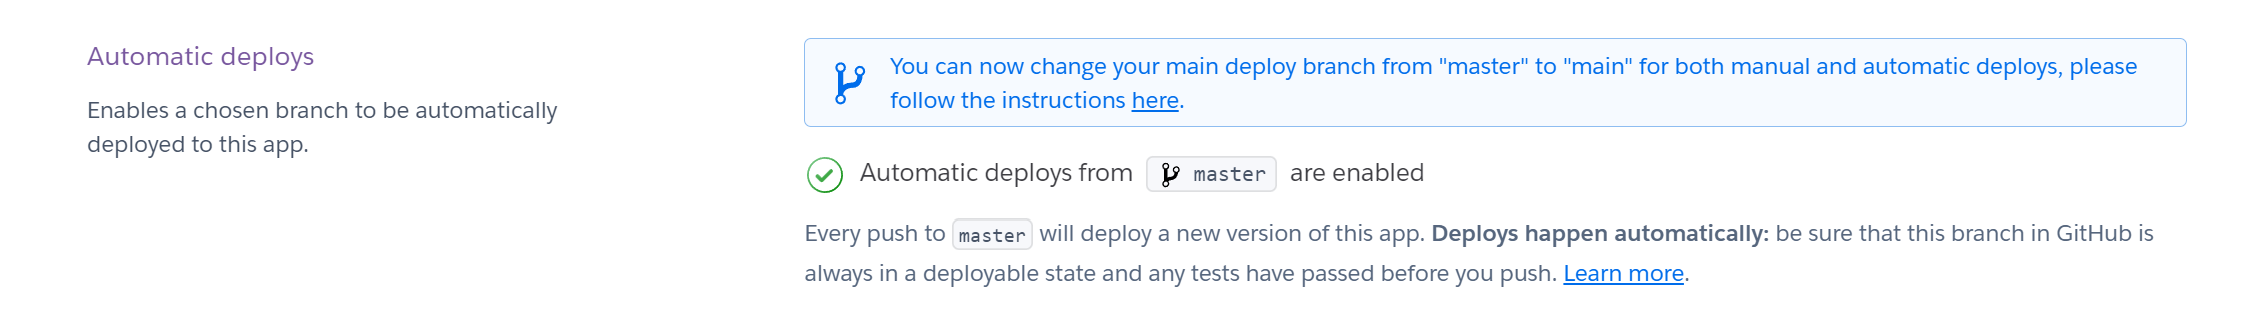 Automatic deploys
Enables a chosen branch to be automatically
deployed to this app.
You can now change your main deploy branch from "master" to "main" for both manual and automatic deploys, please
follow the instructions here.
Automatic deploys from master are enabled
Every push to master will deploy a new version of this app. Deploys happen automatically: be sure that this branch in GitHub is
always in a deployable state and any tests have passed before you push. Learn more.